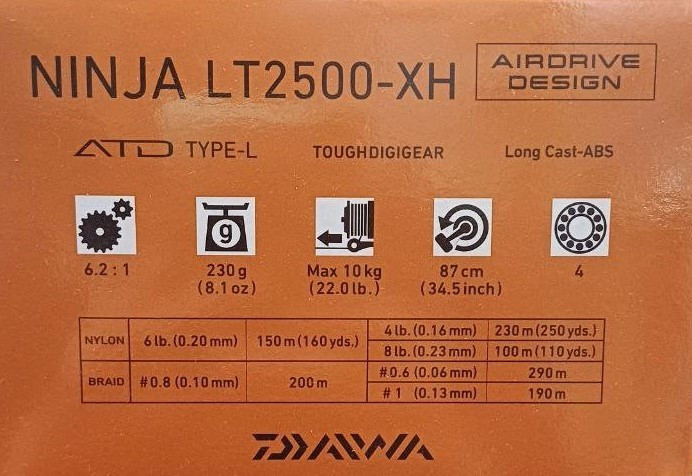 NINJA LT2500-XH AIRDRIVE DESIGN
ATD TYPE-L TOUGHDIGIGEAR Long Cast-ABS
g
6.2 : 1 230 g Max 10 kg 87 cm 4
(8.1 oz) (22.0 lb.) (34.5 inch)
NYLON 6 lb. (0.20 mm) 150 m (160 yds.) 4 lb. (0.16 mm) 230 m (250 yds.)
8 lb. (0.23 mm) 100 m (110 yds.)
BRAID #0.8 (0.10 mm) 200 m #0.6 (0.06 mm) 290 m
#1 (0.13 mm) 190 m
DAIWA